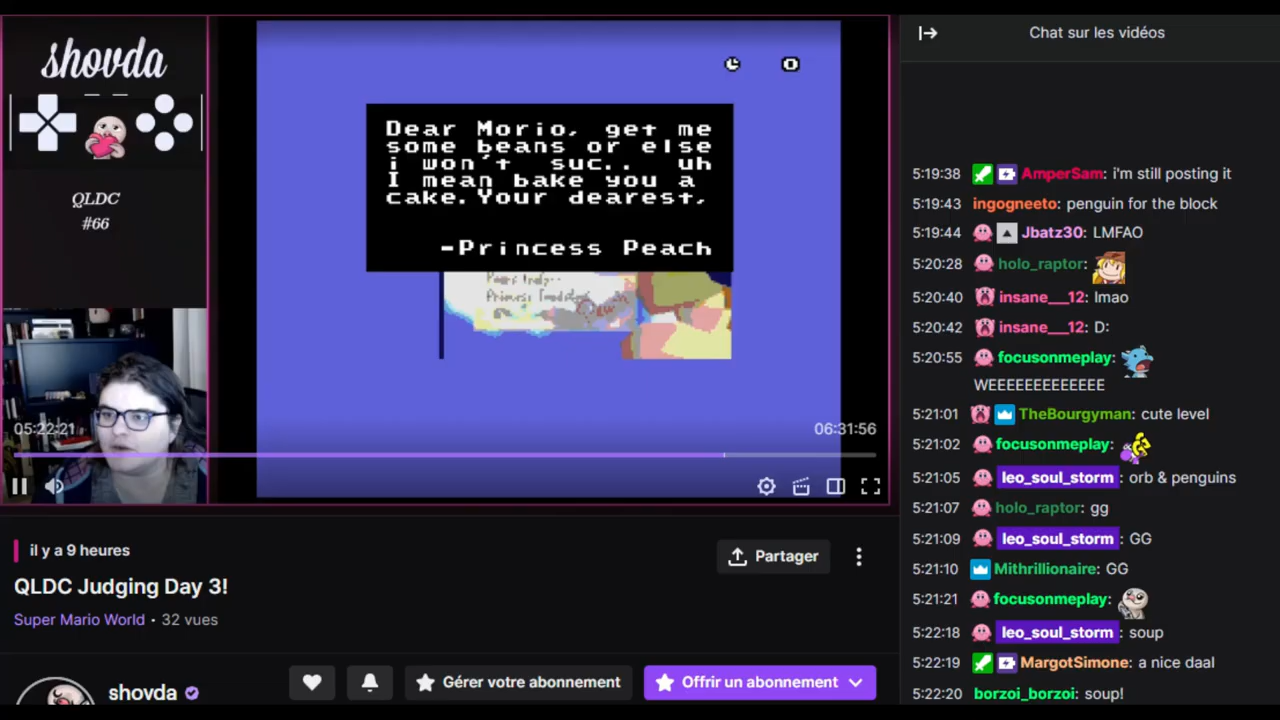 shovda
QLDC
#66
Dear Morio, get me
some beans or else
i won't suc.. uh
I mean bake you a
cake.Your dearest,
-Princess Peach
05:22:21
06:31:56
il y a 9 heures
Partager
QLDC Judging Day 3!
Super Mario World • 32 vues
shovda
Gérer votre abonnement
Offrir un abonnement
Chat sur les vidéos
5:19:38 AmperSam: i'm still posting it
5:19:43 ingogneeto: penguin for the block
5:19:44 Jbatz30: LMFAO
5:20:28 holo_raptor:
5:20:40 insane__12: lmao
5:20:42 insane__12: D:
5:20:55 focusonmeplay:
WEEEEEEEEEEEEE
5:21:01 TheBourgyman: cute level
5:21:02 focusonmeplay:
5:21:05 leo_soul_storm : orb & penguins
5:21:07 holo_raptor: gg
5:21:09 leo_soul_storm : GG
5:21:10 Mithrillionaire: GG
5:21:21 focusonmeplay:
5:22:18 leo_soul_storm : soup
5:22:19 MargotSimone: a nice daal
5:22:20 borzoi_borzoi: soup!